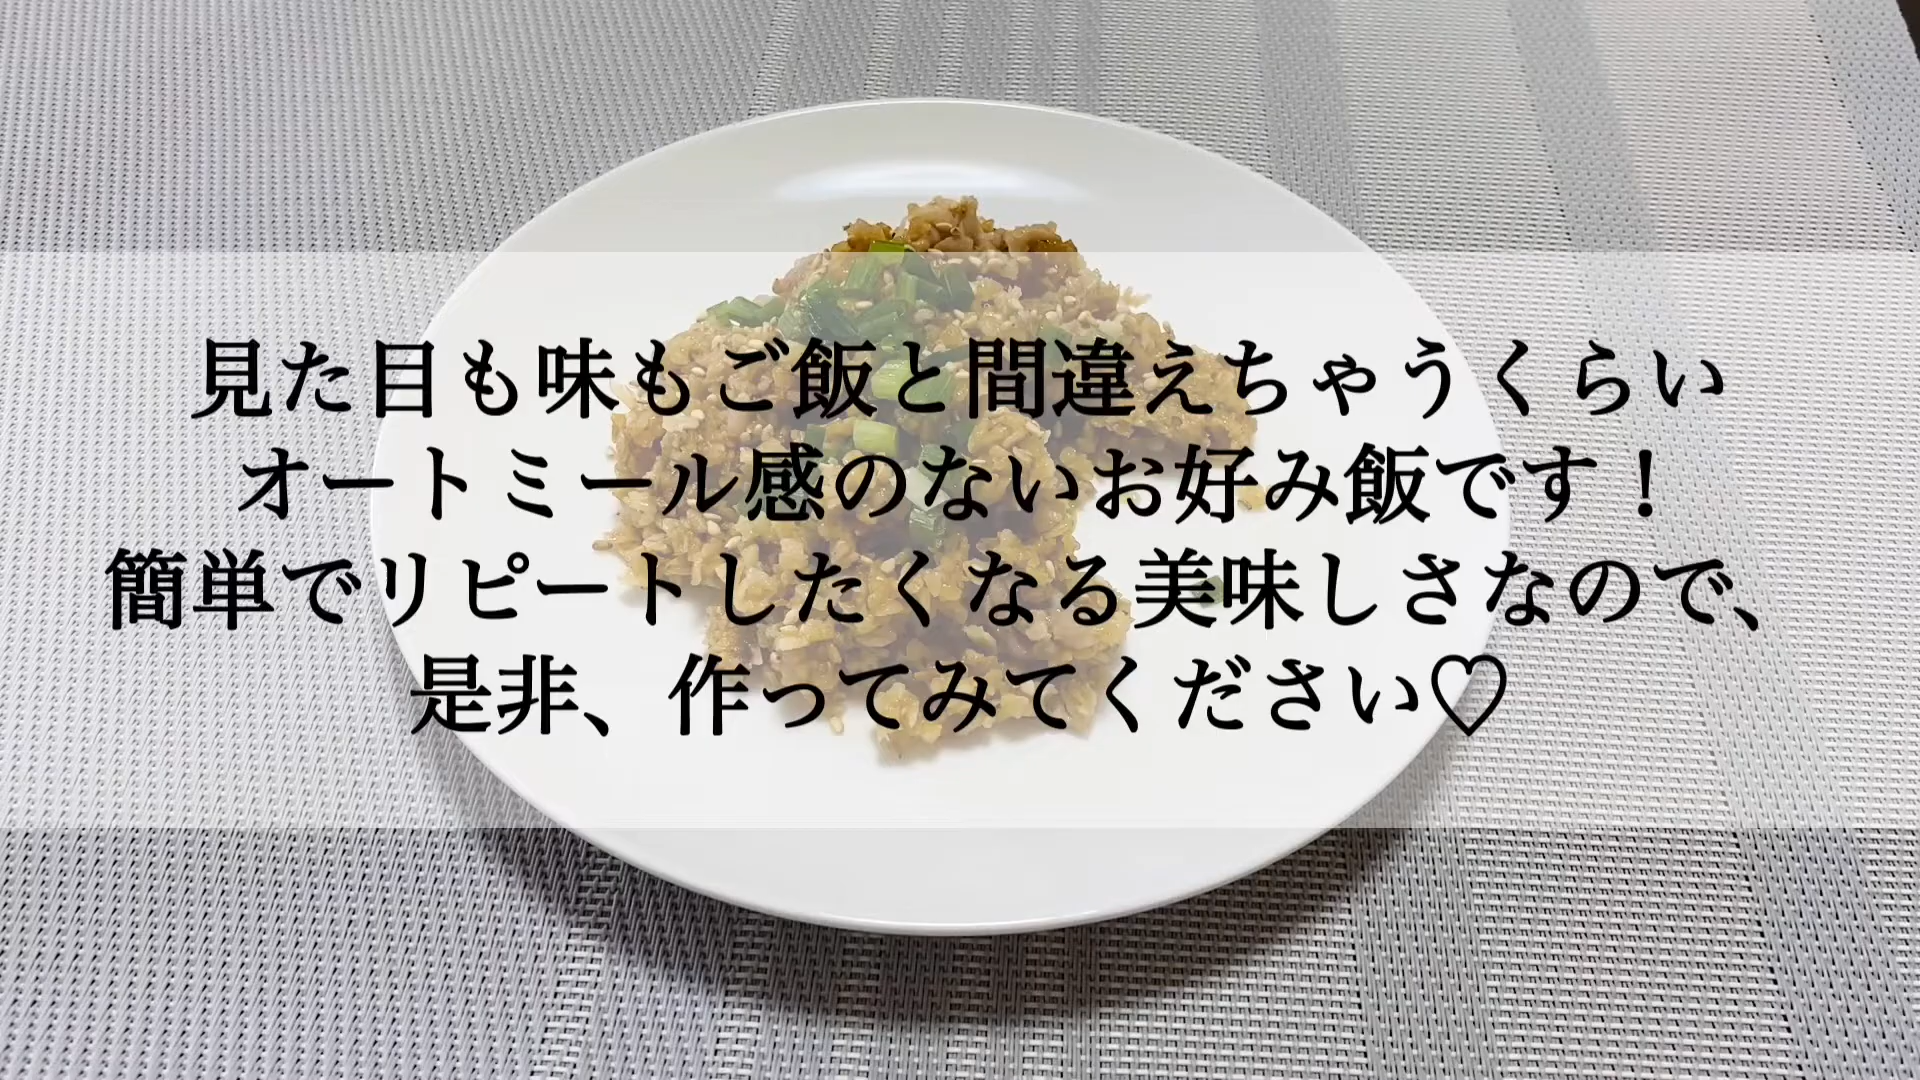 見た目も味もご飯と間違えちゃうくらい
オートミール感のないお好み飯です！
簡単でリピートしたくなる美味しさなので、
是非、作ってみてください♡